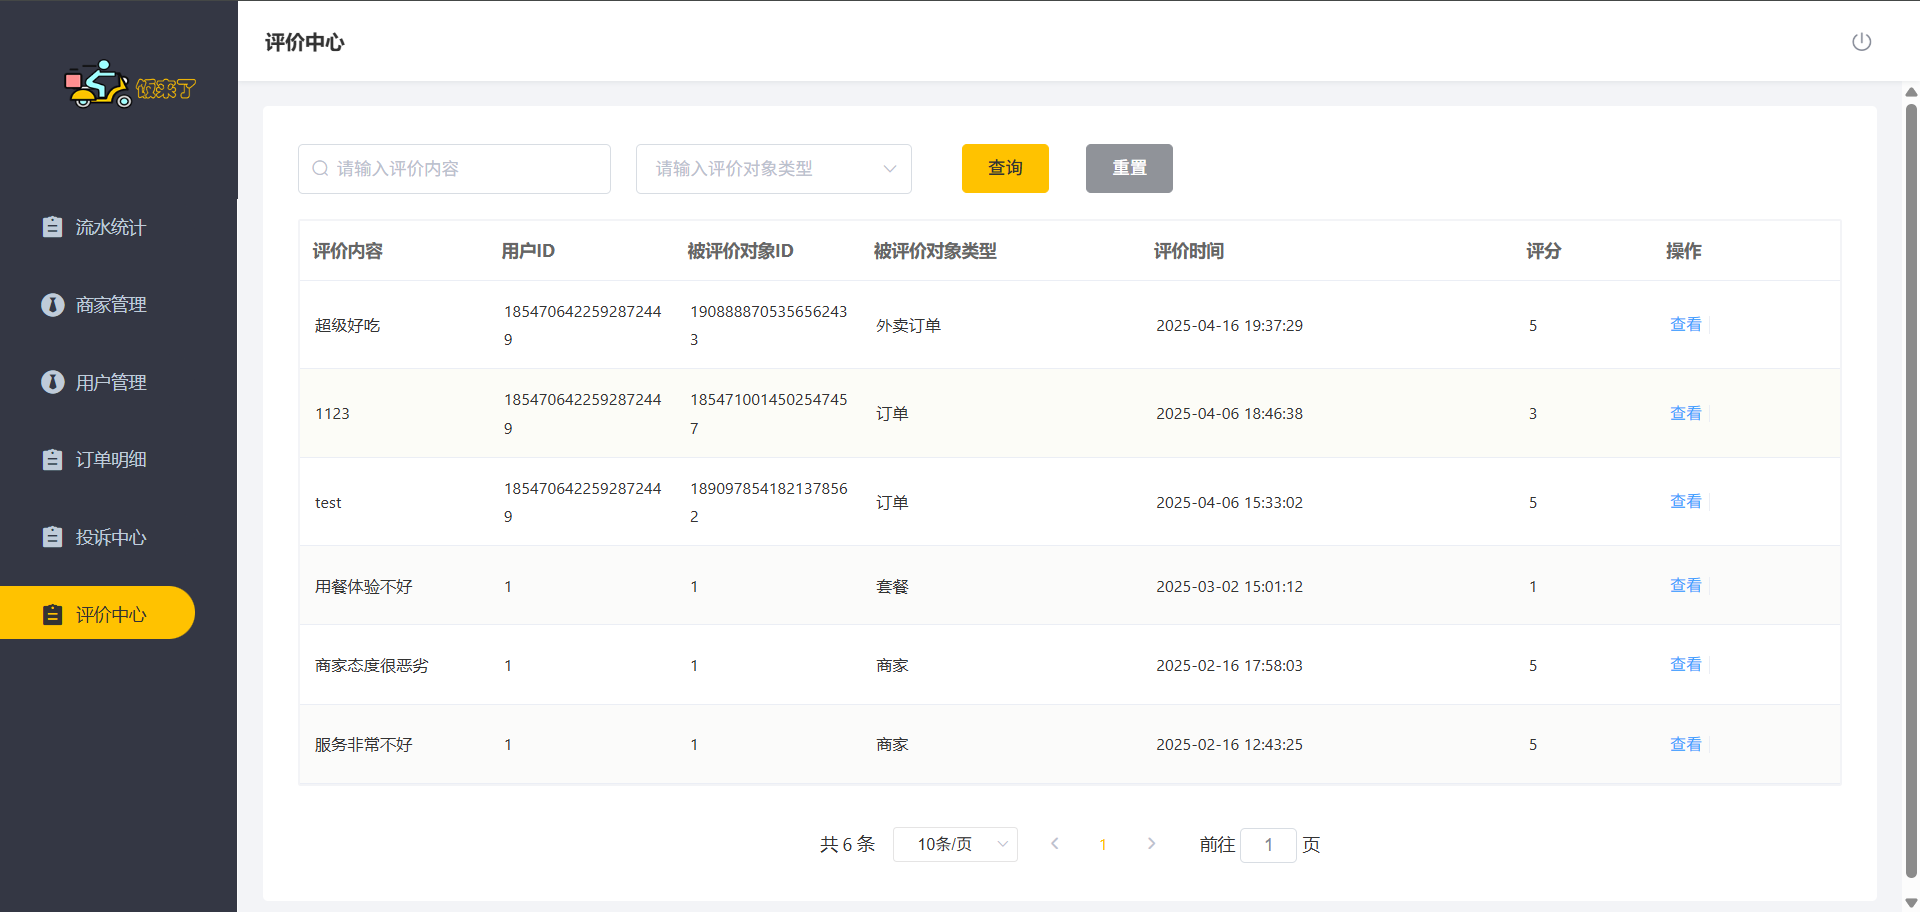 饭来了
流水统计
商家管理
用户管理
订单明细
投诉中心
评价中心
评价中心
请输入评价内容 请输入评价对象类型 查询 重置
评价内容 用户ID 被评价对象ID 被评价对象类型 评价时间 评分 操作
超级好吃 185470642259287244 190888870535656243 外卖订单 2025-04-16 19:37:29 5 查看
9 3
1123 185470642259287244 185471001450254745 订单 2025-04-06 18:46:38 3 查看
9 7
test 185470642259287244 189097854182137856 订单 2025-04-06 15:33:02 5 查看
9 2
用餐体验不好 1 1 套餐 2025-03-02 15:01:12 1 查看
商家态度很恶劣 1 1 商家 2025-02-16 17:58:03 5 查看
服务非常不好 1 1 商家 2025-02-16 12:43:25 5 查看
共 6 条 10条/页 1 前往 1 页